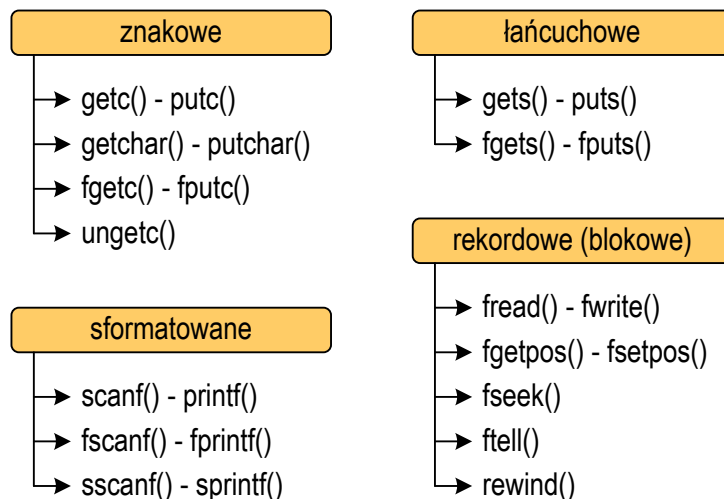 znakowe
getc() - putc()
getchar() - putchar()
fgetc() - fputc()
ungetc()
sformatowane
scanf() - printf()
fscanf() - fprintf()
sscanf() - sprintf()
łańcuchowe
gets() - puts()
fgets() - fputs()
rekordowe (blokowe)
fread() - fwrite()
fgetpos() - fsetpos()
fseek()
ftell()
rewind()